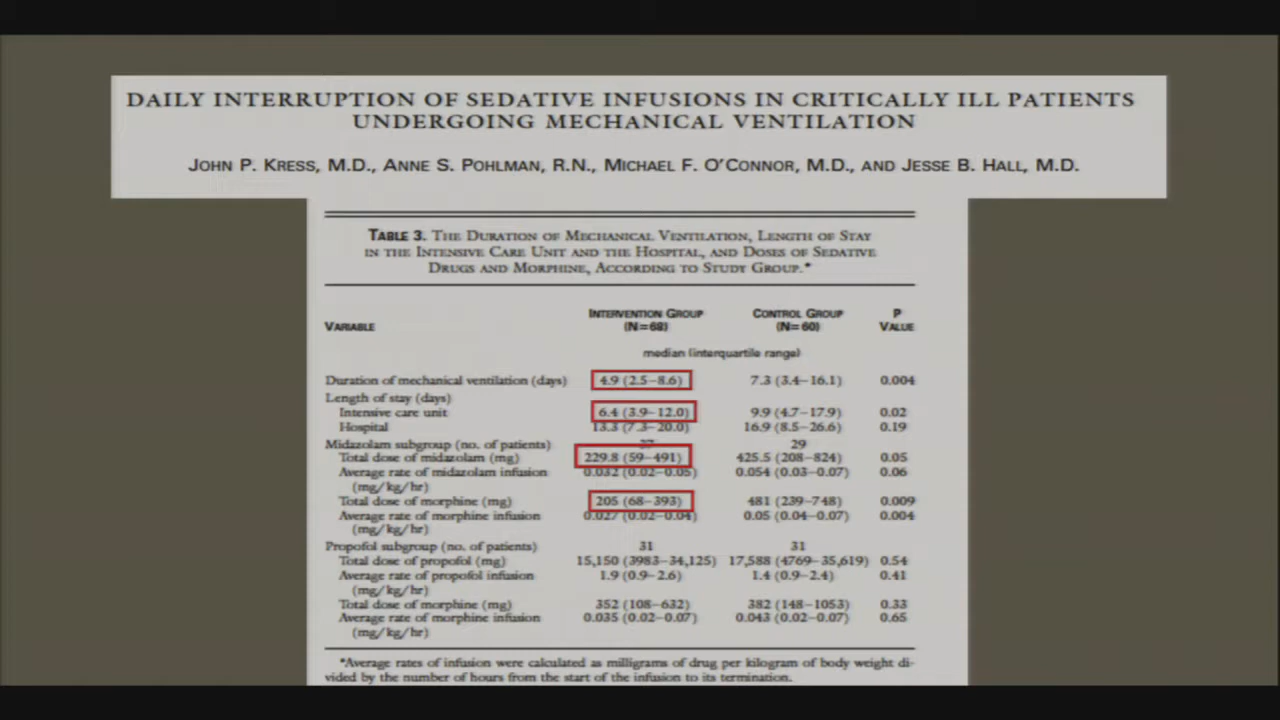 DAILY INTERRUPTION OF SEDATIVE INFUSIONS IN CRITICALLY ILL PATIENTS
UNDERGOING MECHANICAL VENTILATION
JOHN P. KRESS, M.D., ANNE S. POHLMAN, R.N., MICHAEL F. O'CONNOR, M.D., AND JESSE B. HALL, M.D.
TABLE 3. THE DURATION OF MECHANICAL VENTILATION, LENGTH OF STAY
IN THE INTENSIVE CARE UNIT AND THE HOSPITAL, AND DOSES OF SEDATIVE
DRUGS AND MORPHINE, ACCORDING TO STUDY GROUP.*
VARIABLE INTERVENTION GROUP (N=68) CONTROL GROUP (N=60) P VALUE
median (interquartile range)
Duration of mechanical ventilation (days) 4.9 (2.5–8.6) 7.3 (3.4–16.1) 0.004
Length of stay (days)
Intensive care unit 6.4 (3.9–12.0) 9.9 (4.7–17.9) 0.02
Hospital 13.3 (7.3–20.0) 16.9 (8.5–26.6) 0.19
Midazolam subgroup (no. of patients) 37 29
Total dose of midazolam (mg) 229.8 (59–491) 425.5 (208–824) 0.05
Average rate of midazolam infusion 0.032 (0.02–0.05) 0.054 (0.03–0.07) 0.06
(mg/kg/hr)
Total dose of morphine (mg) 205 (68–393) 481 (239–748) 0.009
Average rate of morphine infusion 0.027 (0.02–0.04) 0.05 (0.04–0.07) 0.004
(mg/kg/hr)
Propofol subgroup (no. of patients) 31 31
Total dose of propofol (mg) 15,150 (3983–34,125) 17,588 (4769–35,619) 0.54
Average rate of propofol infusion 1.9 (0.9–2.6) 1.4 (0.9–2.4) 0.41
(mg/kg/hr)
Total dose of morphine (mg) 352 (108–632) 382 (148–1053) 0.33
Average rate of morphine infusion 0.035 (0.02–0.07) 0.043 (0.02–0.07) 0.65
(mg/kg/hr)
*Average rates of infusion were calculated as milligrams of drug per kilogram of body weight di-
vided by the number of hours from the start of the infusion to its termination.